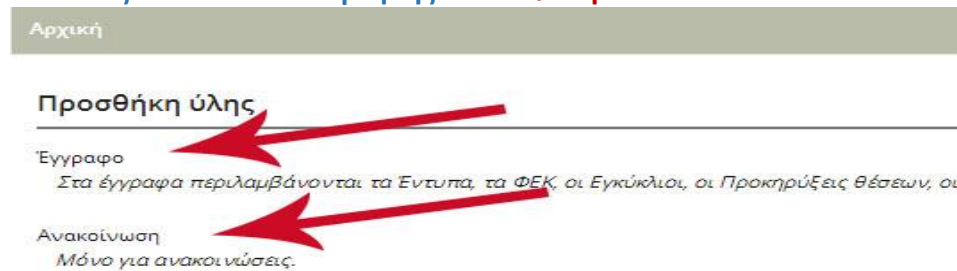 Αρχική
Προσθήκη ύλης
Έγγραφο
Στα έγγραφα περιλαμβάνονται τα Έντυπα, τα ΦΕΚ, οι Εγκύκλιοι, οι Προκηρύξεις θέσεων, οι
Ανακοίνωση
Μόνο για ανακοινώσεις.